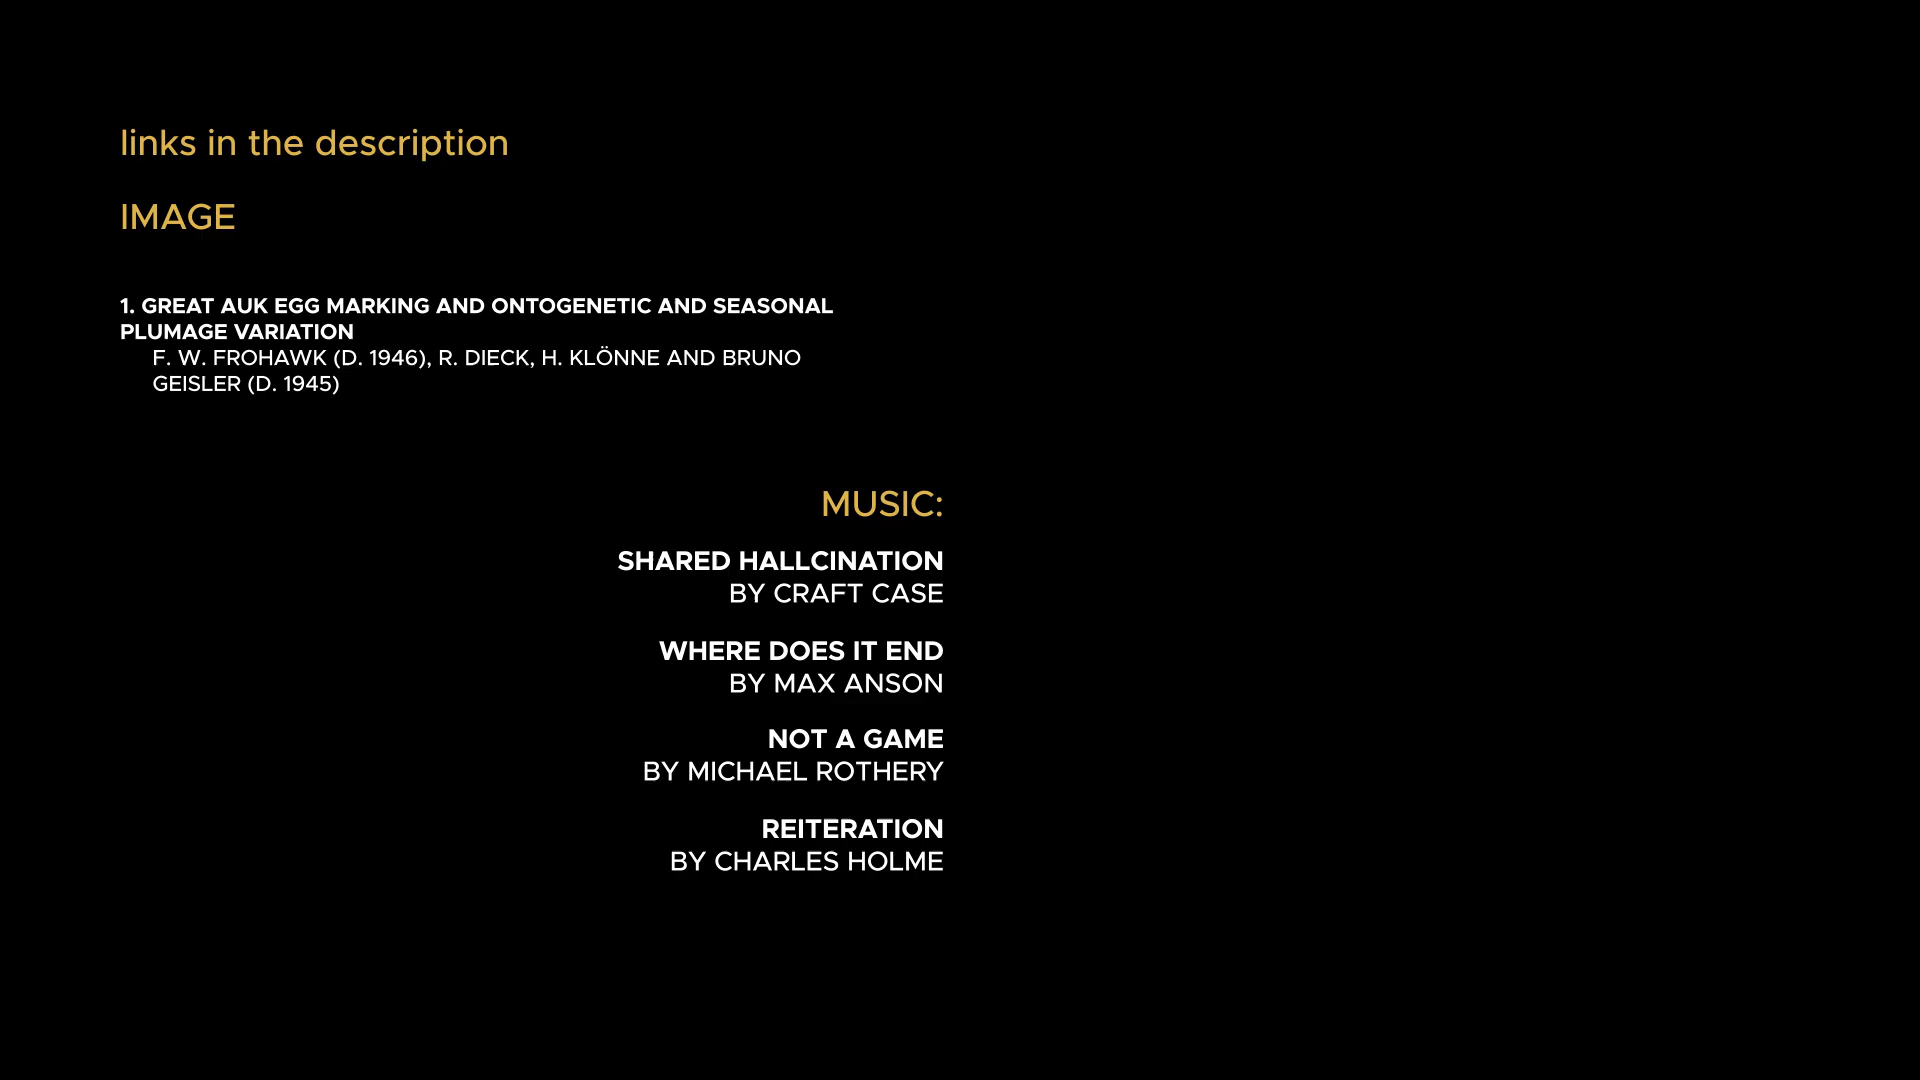 links in the description
IMAGE
1. GREAT AUK EGG MARKING AND ONTOGENETIC AND SEASONAL
PLUMAGE VARIATION
F. W. FROHAWK (D. 1946), R. DIECK, H. KLÖNNE AND BRUNO
GEISLER (D. 1945)
MUSIC:
SHARED HALLCINATION
BY CRAFT CASE
WHERE DOES IT END
BY MAX ANSON
NOT A GAME
BY MICHAEL ROTHERY
REITERATION
BY CHARLES HOLME